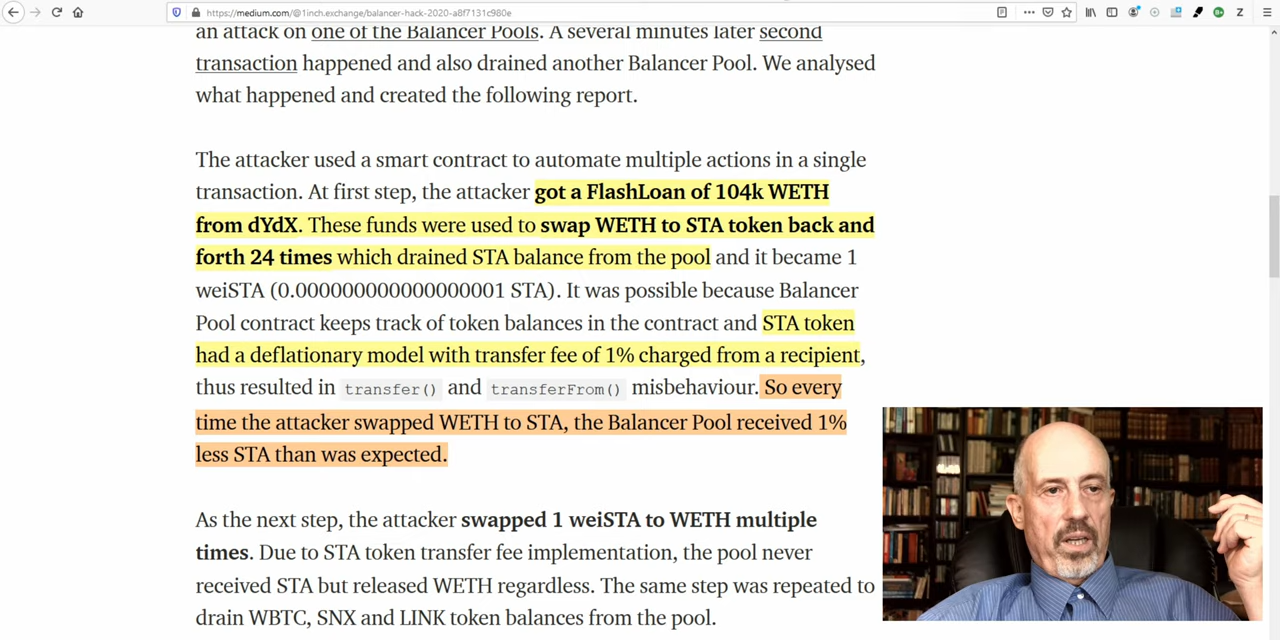 https://medium.com/@1inch.exchange/balancer-hack-2020-a8f7131c980e
an attack on one of the Balancer Pools. A several minutes later second
transaction happened and also drained another Balancer Pool. We analysed
what happened and created the following report.
The attacker used a smart contract to automate multiple actions in a single
transaction. At first step, the attacker got a FlashLoan of 104k WETH
from dYdX. These funds were used to swap WETH to STA token back and
forth 24 times which drained STA balance from the pool and it became 1
weiSTA (0.000000000000000001 STA). It was possible because Balancer
Pool contract keeps track of token balances in the contract and STA token
had a deflationary model with transfer fee of 1% charged from a recipient,
thus resulted in transfer() and transferFrom() misbehaviour. So every
time the attacker swapped WETH to STA, the Balancer Pool received 1%
less STA than was expected.
As the next step, the attacker swapped 1 weiSTA to WETH multiple
times. Due to STA token transfer fee implementation, the pool never
received STA but released WETH regardless. The same step was repeated to
drain WBTC, SNX and LINK token balances from the pool.